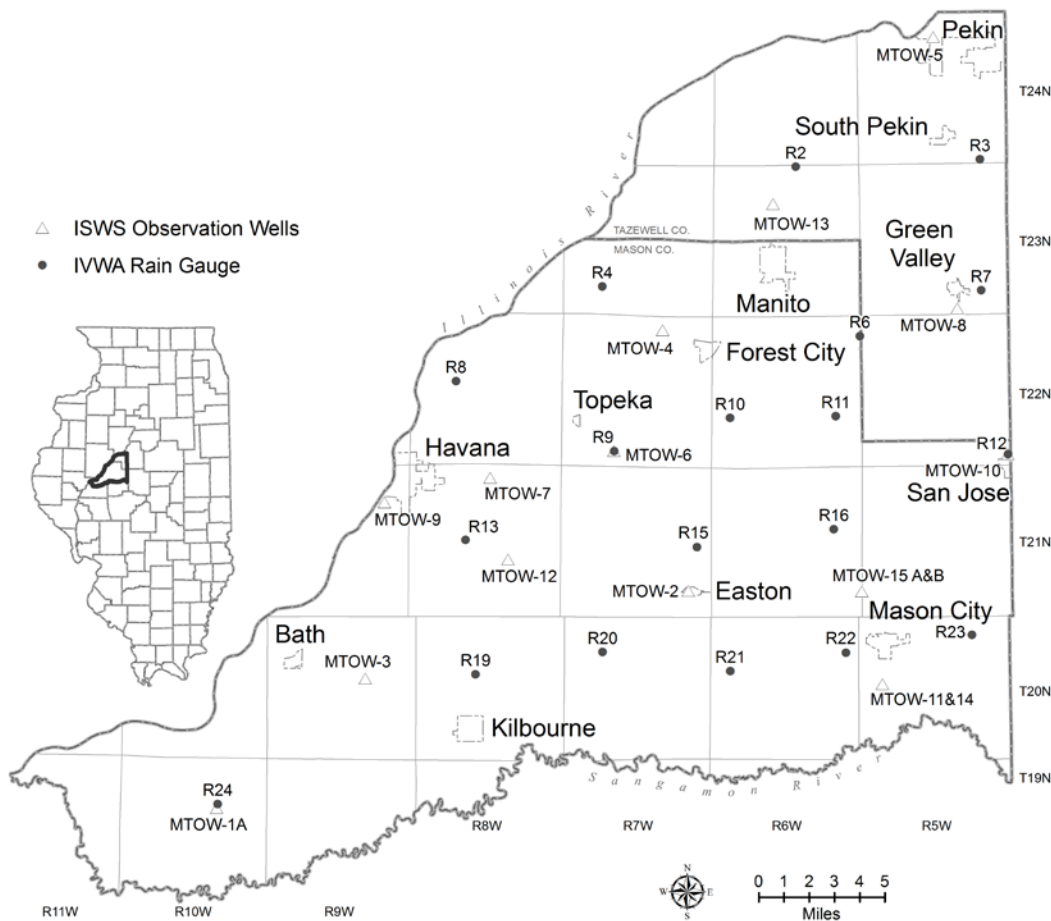 Pekin
MTOW-5
T24N
South Pekin
R2
R3
Illinois River
ISWS Observation Wells
MTOW-13
Green
Valley
TAZEWELL CO.
MASON CO.
T23N
IVWA Rain Gauge
R4
R7
Manito
MTOW-8
R6
MTOW-4
Forest City
R8
T22N
Topeka
R10
R11
R9
Havana
R12
MTOW-6
MTOW-10
MTOW-7
San Jose
MTOW-9
R13
R16
R15
T21N
MTOW-12
MTOW-15 A&B
MTOW-2
Easton
Mason City
Bath
R20
R22
R23
MTOW-3
R19
R21
T20N
MTOW-11&14
Kilbourne
Sangamon River
T19N
R24
MTOW-1A
R8W
R7W
R6W
R5W
N
W
E
S
0 1 2 3 4 5
Miles
R11W
R10W
R9W